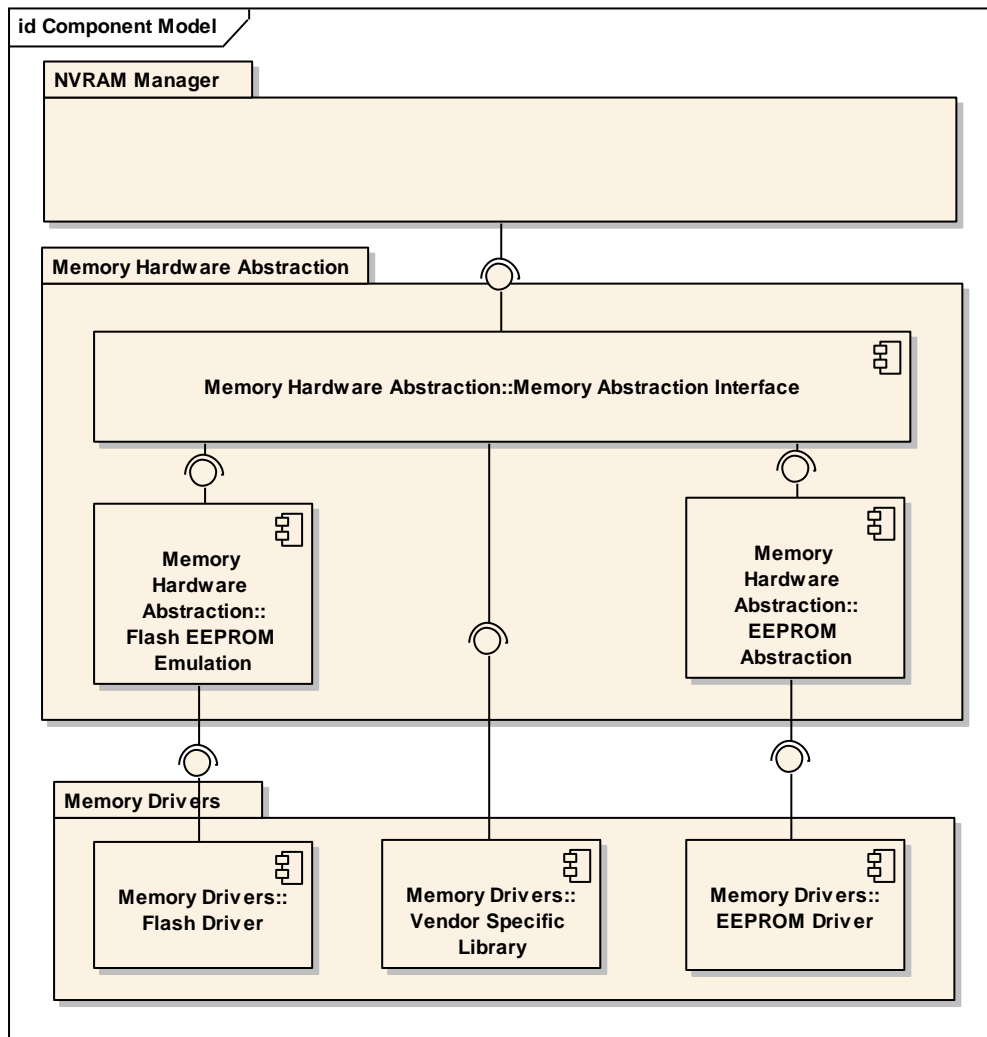 id Component Model
NVRAM Manager
Memory Hardware Abstraction
Memory Hardware Abstraction::Memory Abstraction Interface
Memory
Hardware
Abstraction::
Flash EEPROM
Emulation
Memory
Hardware
Abstraction::
EEPROM
Abstraction
Memory Drivers
Memory Drivers::
Flash Driver
Memory Drivers::
Vendor Specific
Library
Memory Drivers::
EEPROM Driver